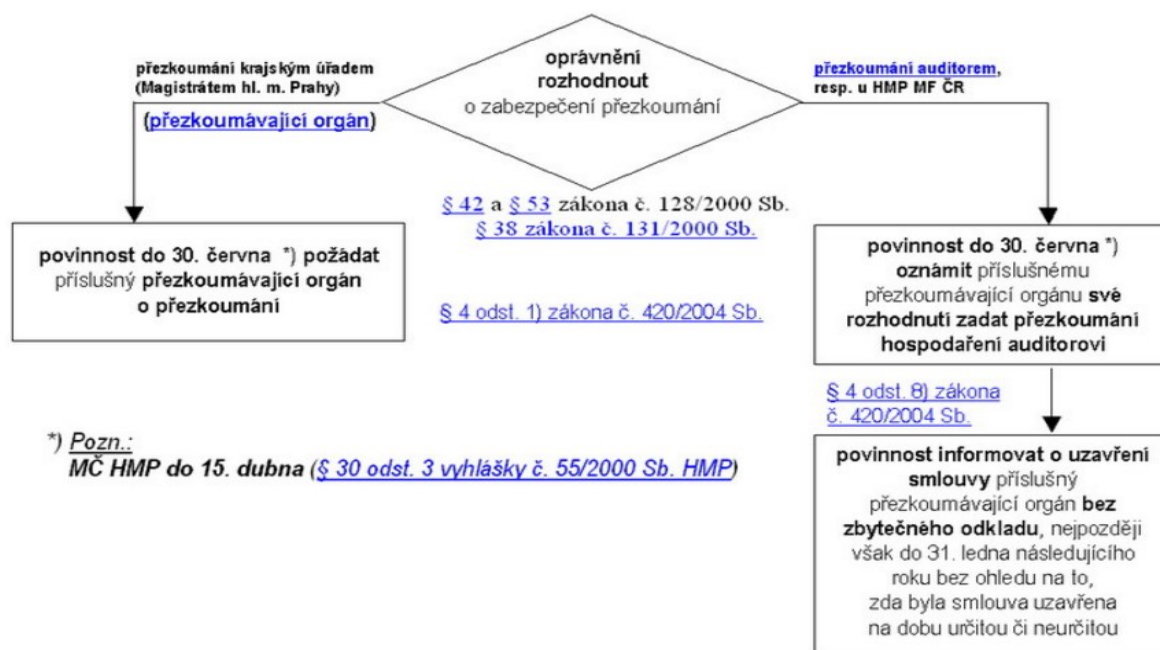 oprávnění
rozhodnout
o zabezpečení přezkoumání
přezkoumání krajským úřadem
(Magistrátem hl. m. Prahy)
(přezkoumávající orgán)
přezkoumání auditorem,
resp. u HMP MF ČR
§ 42 a § 53 zákona č. 128/2000 Sb.
§ 38 zákona č. 131/2000 Sb.
povinnost do 30. června *) požádat
příslušný přezkoumávající orgán
o přezkoumání
§ 4 odst. 1) zákona č. 420/2004 Sb.
povinnost do 30. června *)
oznámit příslušnému
přezkoumávající orgánu své
rozhodnutí zadat přezkoumání
hospodaření auditorovi
§ 4 odst. 8) zákona
č. 420/2004 Sb.
*) Pozn.:
MČ HMP do 15. dubna (§ 30 odst. 3 vyhlášky č. 55/2000 Sb. HMP)
povinnost informovat o uzavření
smlouvy příslušný
přezkoumávající orgán bez
zbytečného odkladu, nejpozději
však do 31. ledna následujícího
roku bez ohledu na to,
zda byla smlouva uzavřena
na dobu určitou či neurčitou